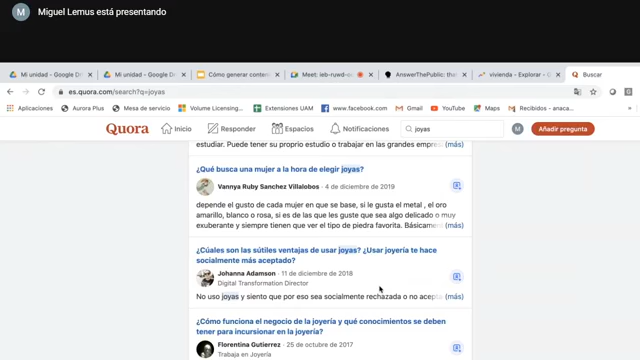 M Miguel Lemus está presentando
Mi unidad - Google Dr
Mi unidad - Google Dr
Cómo generar conten
Meet: ieb-ruwd-e
AnswerThePublic: that
vivienda - Explorar - G
Buscar
es.quora.com/search?q=joyas
Aplicaciones
Aurora Plus
Mesa de servicio
Volume Licensing...
Extensiones UAM
www.facebook.com
Gmail
YouTube
Maps
Recibidos - anaca...
Quora
Inicio
Responder
Espacios
Notificaciones
joyas
M
Añadir pregunta
estudiar. Puede tener su propio estudio o trabajar en las grandes empres (más)
¿Qué busca una mujer a la hora de elegir joyas?
Vannya Ruby Sanchez Villalobos · 4 de diciembre de 2019
depende el gusto de cada mujer en que se base, si le gusta el metal , el oro
amarillo, blanco o rosa, si es de las que les guste que sea algo delicado o muy
exuberante y siempre tienen que ver el tipo de piedra favorita. Básicame (más)
¿Cúales son las sútiles ventajas de usar joyas? ¿Usar joyería te hace
socialmente más aceptado?
Johanna Adamson · 11 de diciembre de 2018
Digital Transformation Director
No uso joyas y siento que por eso sea socialmente rechazada o no acepta (más)
¿Cómo funciona el negocio de la joyería y qué conocimientos se deben
tener para incursionar en la joyería?
Florentina Gutierrez · 25 de octubre de 2017
Trabaja en Joyería